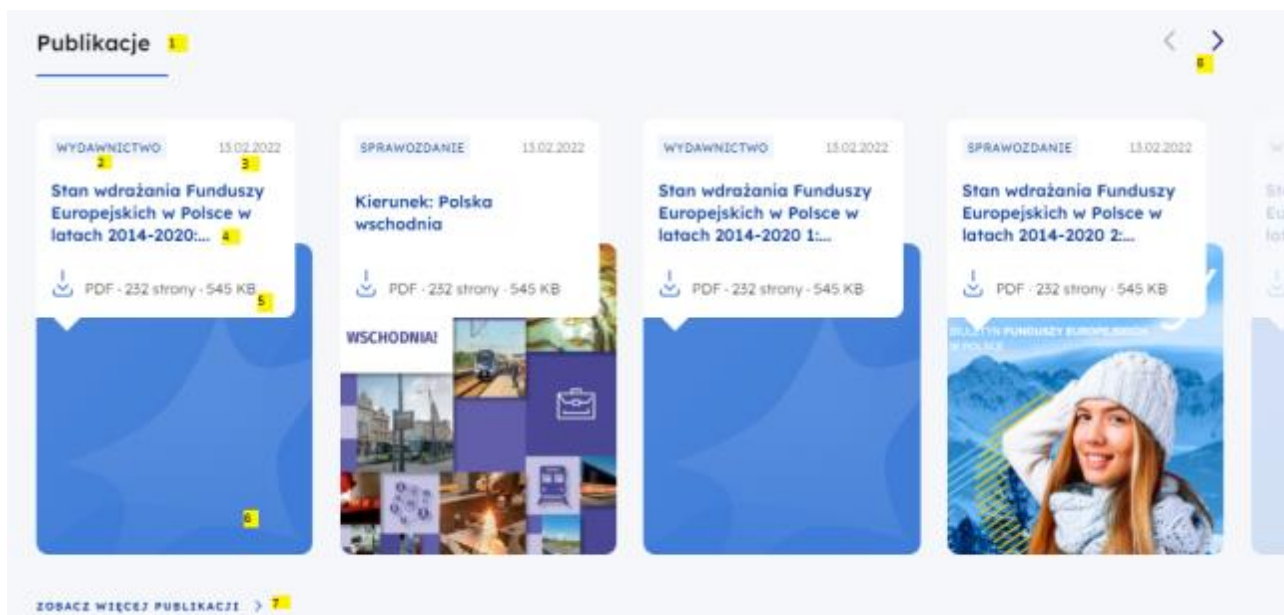 Publikacje 1
8
WYDAWNICTWO 13.02.2022
2 3
Stan wdrażania Funduszy
Europejskich w Polsce w
latach 2014-2020:... 4
PDF - 232 strony - 545 KB
5
6
SPRAWOZDANIE 13.02.2022
Kierunek: Polska
wschodnia
PDF - 232 strony - 545 KB
WSCHODNIA!
WYDAWNICTWO 13.02.2022
Stan wdrażania Funduszy
Europejskich w Polsce w
latach 2014-2020 1:...
PDF - 232 strony - 545 KB
SPRAWOZDANIE 13.02.2022
Stan wdrażania Funduszy
Europejskich w Polsce w
latach 2014-2020 2:...
PDF - 232 strony - 545 KB
BIULETYN FUNDUSZY EUROPEJSKICH
W POLSCE
ZOBACZ WIĘCEJ PUBLIKACJI > 7